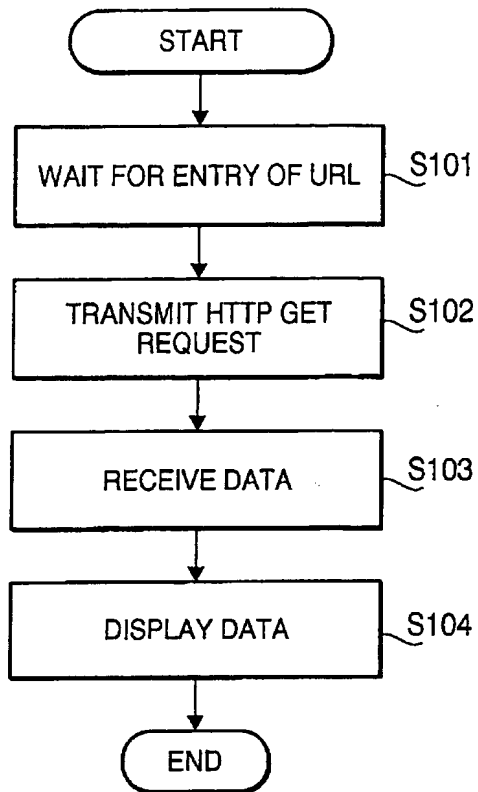 START
WAIT FOR ENTRY OF URL
S101
TRANSMIT HTTP GET
REQUEST
S102
RECEIVE DATA
S103
DISPLAY DATA
S104
END